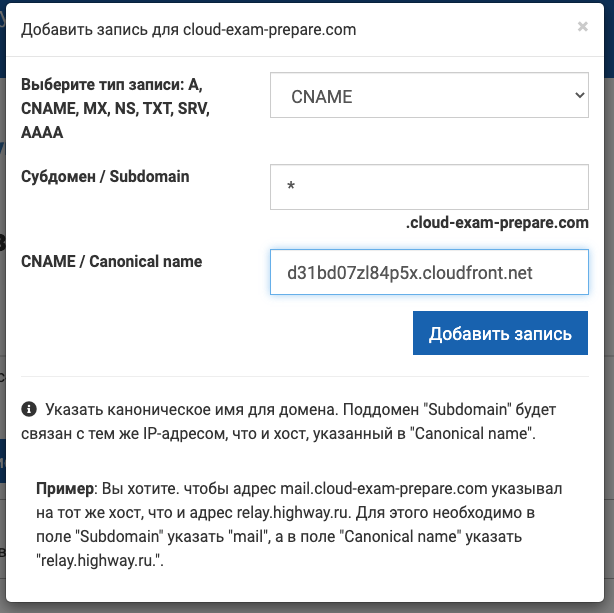 Добавить запись для cloud-exam-prepare.com
×
Выберите тип записи: A,
CNAME, MX, NS, TXT, SRV,
AAAA
CNAME
Субдомен / Subdomain
*
.cloud-exam-prepare.com
CNAME / Canonical name
d31bd07zl84p5x.cloudfront.net
Добавить запись
Указать каноническое имя для домена. Поддомен "Subdomain" будет
связан с тем же IP-адресом, что и хост, указанный в "Canonical name".
Пример: Вы хотите. чтобы адрес mail.cloud-exam-prepare.com указывал
на тот же хост, что и адрес relay.highway.ru. Для этого необходимо в
поле "Subdomain" указать "mail", а в поле "Canonical name" указать
"relay.highway.ru.".